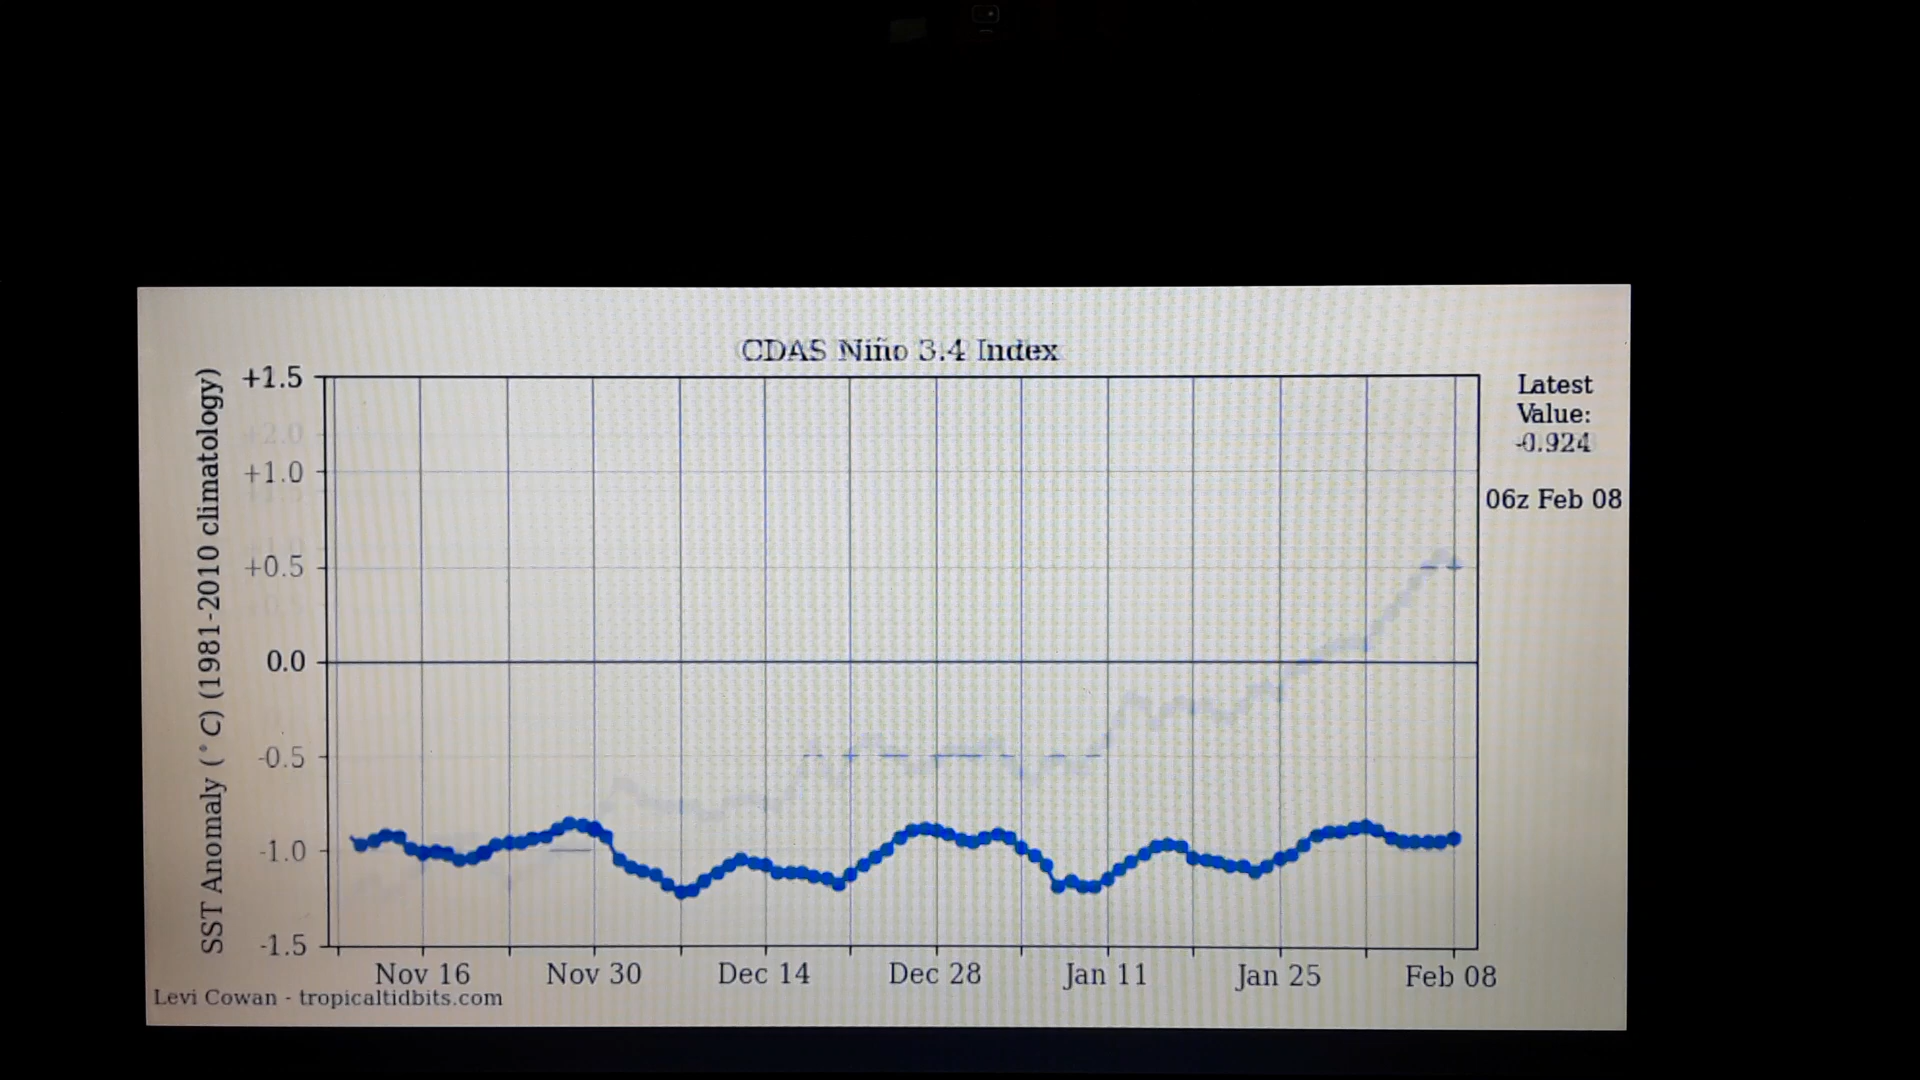 CDAS Niño 3.4 Index
SST Anomaly (°C) (1981-2010 climatology)
+1.5
+2.0
+1.0
+0.5
0.0
-0.5
-1.0
-1.5
Nov 16
Nov 30
Dec 14
Dec 28
Jan 11
Jan 25
Feb 08
Latest
Value:
-0.924
06z Feb 08
Levi Cowan - tropicaltidbits.com